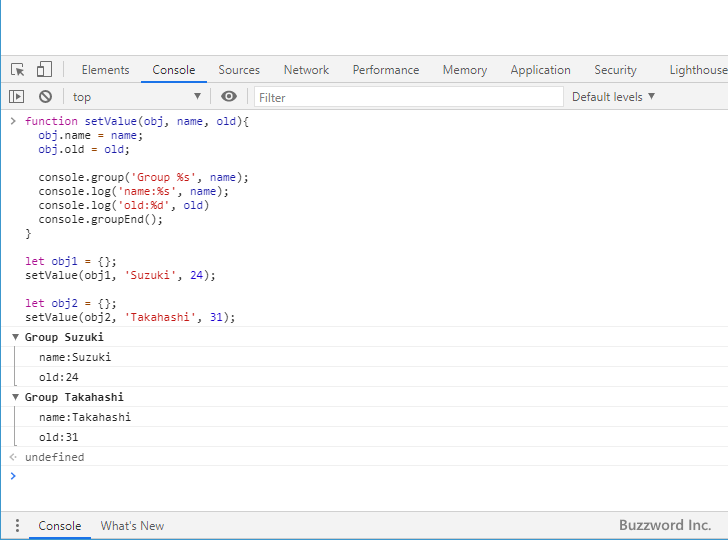 Elements Console Sources Network Performance Memory Application Security Lighthouse
top Filter Default levels
function setValue(obj, name, old){
obj.name = name;
obj.old = old;
console.group('Group %s', name);
console.log('name:%s', name);
console.log('old:%d', old)
console.groupEnd();
}
let obj1 = {};
setValue(obj1, 'Suzuki', 24);
let obj2 = {};
setValue(obj2, 'Takahashi', 31);
Group Suzuki
name:Suzuki
old:24
Group Takahashi
name:Takahashi
old:31
undefined
Console What's New
Buzzword Inc.